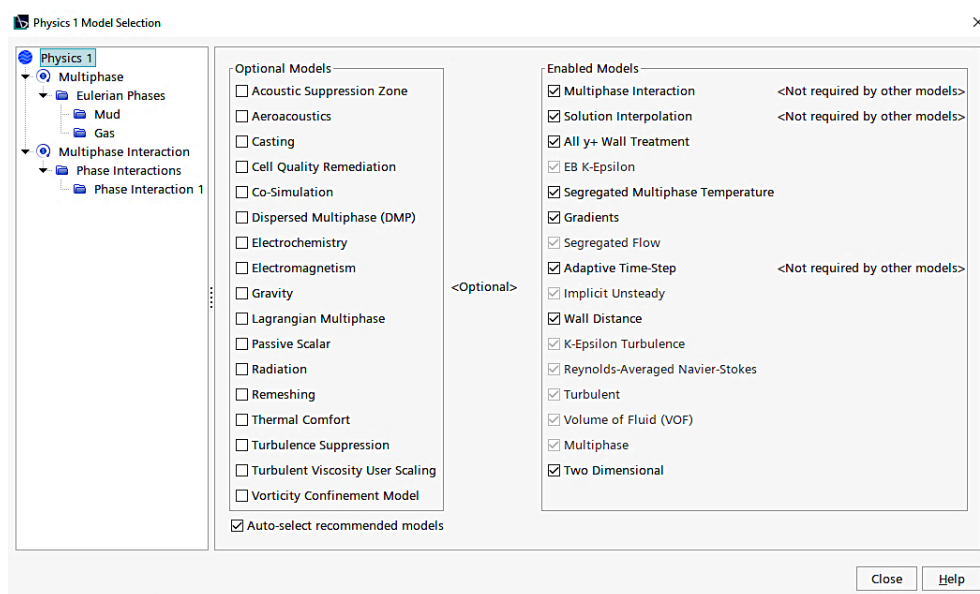 Physics 1 Model Selection
Physics 1
Multiphase
Eulerian Phases
Mud
Gas
Multiphase Interaction
Phase Interactions
Phase Interaction 1
Optional Models
Acoustic Suppression Zone
Aeroacoustics
Casting
Cell Quality Remediation
Co-Simulation
Dispersed Multiphase (DMP)
Electrochemistry
Electromagnetism
Gravity
Lagrangian Multiphase
Passive Scalar
Radiation
Remeshing
Thermal Comfort
Turbulence Suppression
Turbulent Viscosity User Scaling
Vorticity Confinement Model
Auto-select recommended models
<Optional>
Enabled Models
Multiphase Interaction <Not required by other models>
Solution Interpolation <Not required by other models>
All y+ Wall Treatment
EB K-Epsilon
Segregated Multiphase Temperature
Gradients
Segregated Flow
Adaptive Time-Step <Not required by other models>
Implicit Unsteady
Wall Distance
K-Epsilon Turbulence
Reynolds-Averaged Navier-Stokes
Turbulent
Volume of Fluid (VOF)
Multiphase
Two Dimensional
Close Help